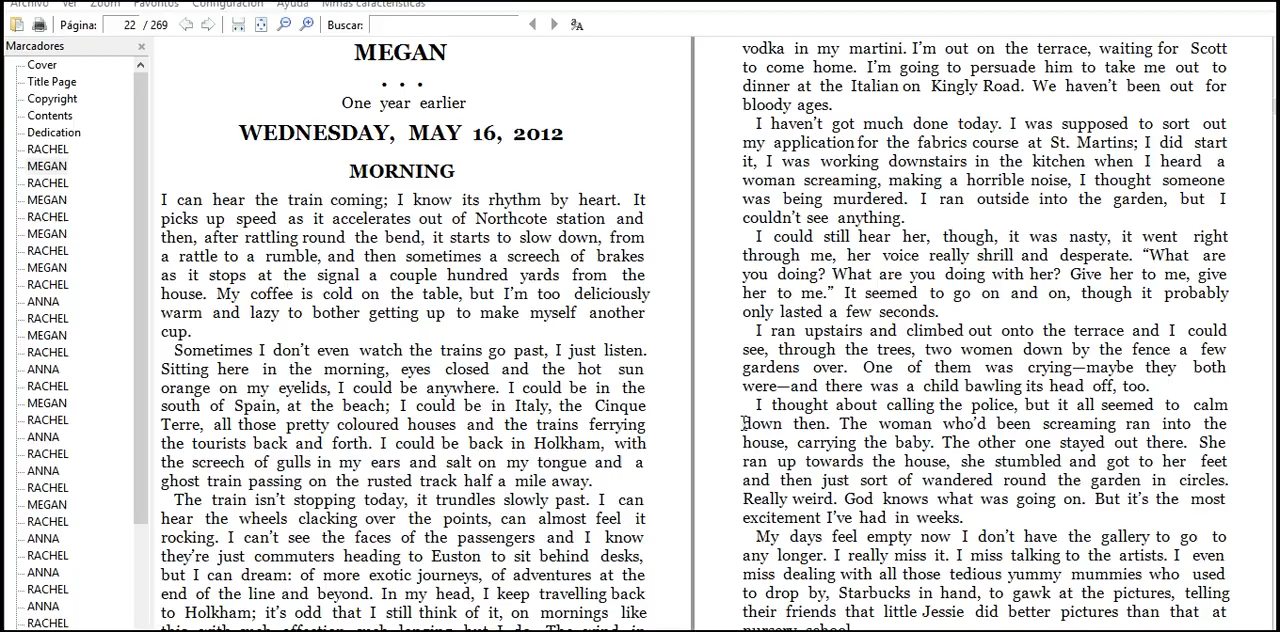 Archivo Ver Zoom Favoritos Configuración Ayuda Mimas características
Página: 22 / 269 Buscar:
Marcadores
Cover
Title Page
Copyright
Contents
Dedication
RACHEL
MEGAN
RACHEL
MEGAN
RACHEL
MEGAN
RACHEL
MEGAN
RACHEL
ANNA
RACHEL
MEGAN
RACHEL
ANNA
RACHEL
MEGAN
RACHEL
ANNA
RACHEL
ANNA
RACHEL
MEGAN
RACHEL
ANNA
RACHEL
ANNA
RACHEL
ANNA
RACHEL
MEGAN
. . .
One year earlier
WEDNESDAY, MAY 16, 2012
MORNING
I can hear the train coming; I know its rhythm by heart. It
picks up speed as it accelerates out of Northcote station and
then, after rattling round the bend, it starts to slow down, from
a rattle to a rumble, and then sometimes a screech of brakes
as it stops at the signal a couple hundred yards from the
house. My coffee is cold on the table, but I’m too deliciously
warm and lazy to bother getting up to make myself another
cup.
Sometimes I don’t even watch the trains go past, I just listen.
Sitting here in the morning, eyes closed and the hot sun
orange on my eyelids, I could be anywhere. I could be in the
south of Spain, at the beach; I could be in Italy, the Cinque
Terre, all those pretty coloured houses and the trains ferrying
the tourists back and forth. I could be back in Holkham, with
the screech of gulls in my ears and salt on my tongue and a
ghost train passing on the rusted track half a mile away.
The train isn’t stopping today, it trundles slowly past. I can
hear the wheels clacking over the points, can almost feel it
rocking. I can’t see the faces of the passengers and I know
they’re just commuters heading to Euston to sit behind desks,
but I can dream: of more exotic journeys, of adventures at the
end of the line and beyond. In my head, I keep travelling back
to Holkham; it’s odd that I still think of it, on mornings like
this with such affection, such longing, but I do. The wind in
vodka in my martini. I’m out on the terrace, waiting for Scott
to come home. I’m going to persuade him to take me out to
dinner at the Italian on Kingly Road. We haven’t been out for
bloody ages.
I haven’t got much done today. I was supposed to sort out
my application for the fabrics course at St. Martins; I did start
it, I was working downstairs in the kitchen when I heard a
woman screaming, making a horrible noise, I thought someone
was being murdered. I ran outside into the garden, but I
couldn’t see anything.
I could still hear her, though, it was nasty, it went right
through me, her voice really shrill and desperate. “What are
you doing? What are you doing with her? Give her to me, give
her to me.” It seemed to go on and on, though it probably
only lasted a few seconds.
I ran upstairs and climbed out onto the terrace and I could
see, through the trees, two women down by the fence a few
gardens over. One of them was crying—maybe they both
were—and there was a child bawling its head off, too.
I thought about calling the police, but it all seemed to calm
down then. The woman who’d been screaming ran into the
house, carrying the baby. The other one stayed out there. She
ran up towards the house, she stumbled and got to her feet
and then just sort of wandered round the garden in circles.
Really weird. God knows what was going on. But it’s the most
excitement I’ve had in weeks.
My days feel empty now I don’t have the gallery to go to
any longer. I really miss it. I miss talking to the artists. I even
miss dealing with all those tedious yummy mummies who used
to drop by, Starbucks in hand, to gawk at the pictures, telling
their friends that little Jessie did better pictures than that at
nursery school.